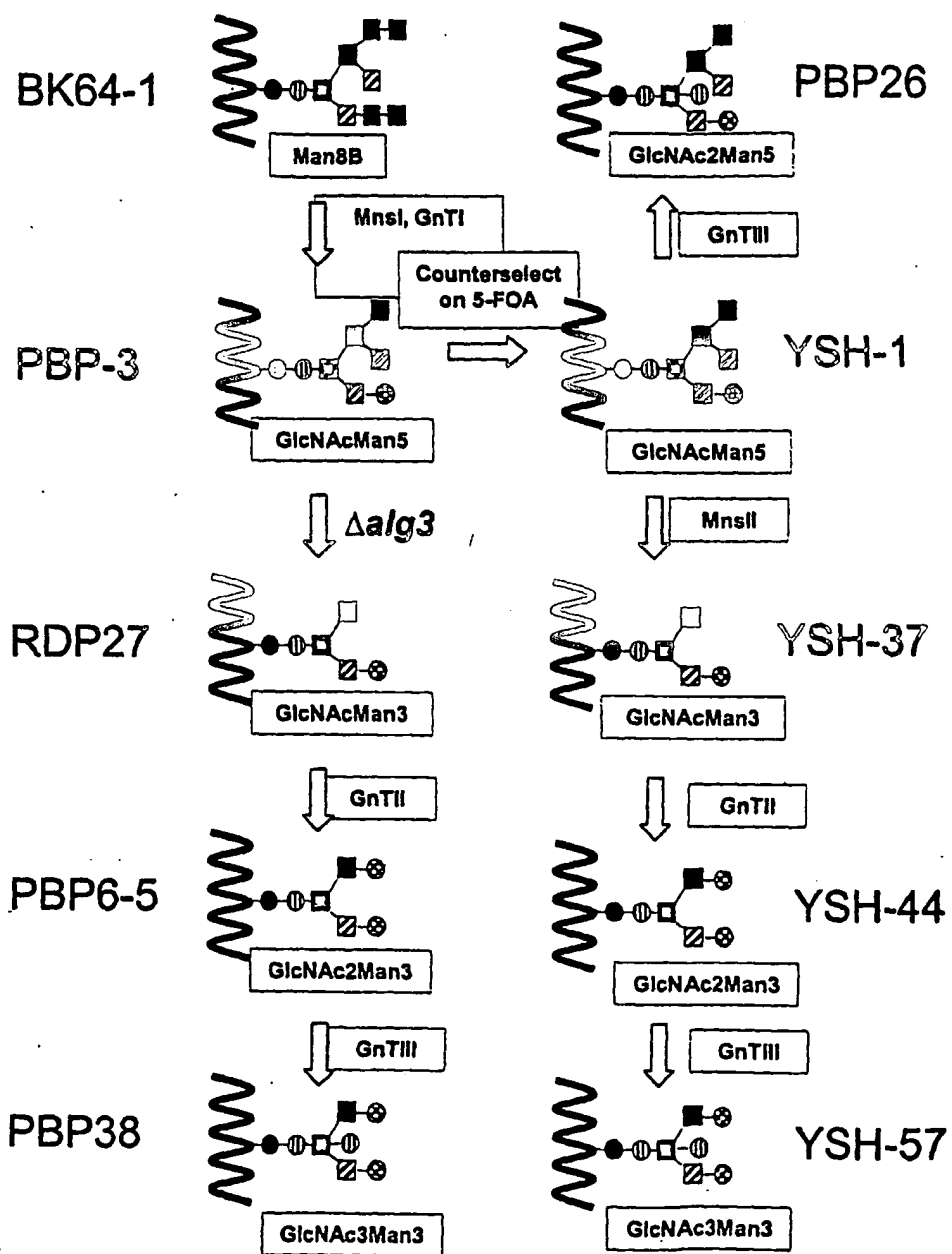 BK64-1
Man8B
PBP26
GlcNAc2Man5
MnsI, GnTI
GnTIII
Counterselect
on 5-FOA
PBP-3
GlcNAcMan5
YSH-1
GlcNAcMan5
Δalg3
MnsII
RDP27
GlcNAcMan3
YSH-37
GlcNAcMan3
GnTII
GnTII
PBP6-5
GlcNAc2Man3
YSH-44
GlcNAc2Man3
GnTIII
GnTIII
PBP38
GlcNAc3Man3
YSH-57
GlcNAc3Man3